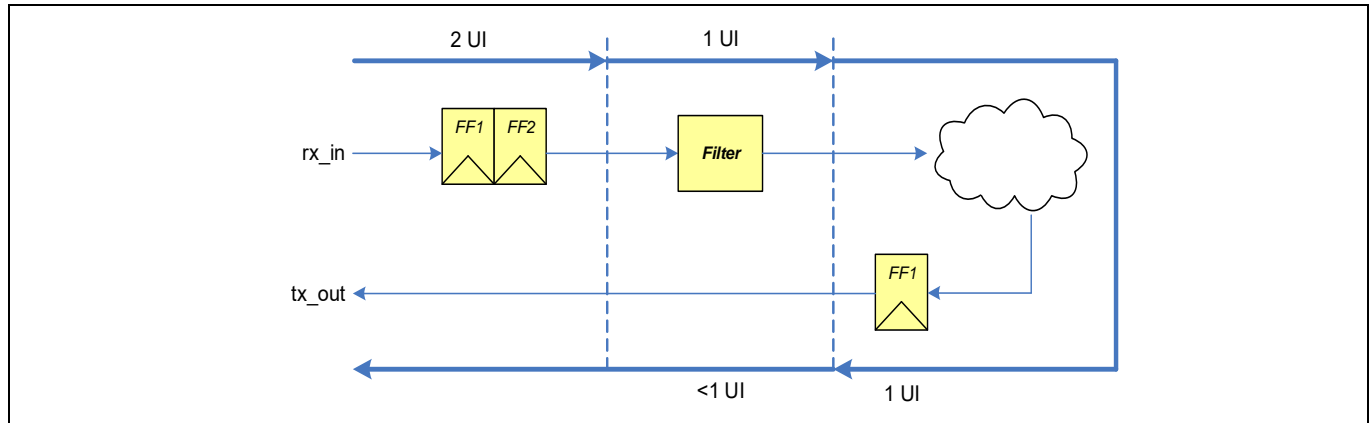 2 UI
1 UI
FF1 FF2
rx_in
Filter
FF1
tx_out
<1 UI
1 UI